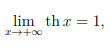 lim th x = 1,
x→+∞